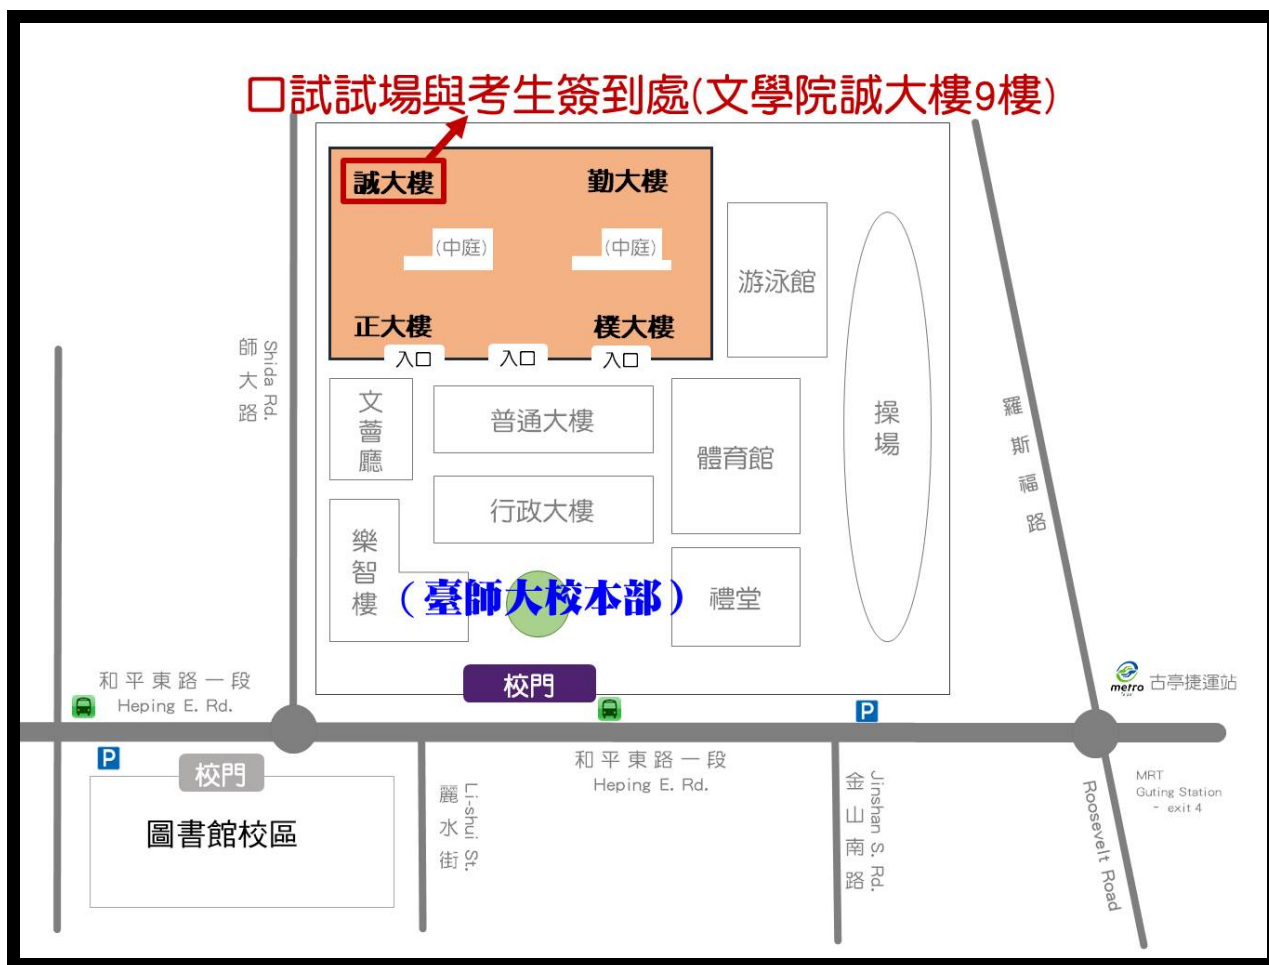 口試試場與考生簽到處(文學院誠大樓9樓)
誠大樓
勤大樓
(中庭)
(中庭)
游泳館
正大樓
樸大樓
入口
入口
入口
師大路
Shida Rd.
文薈廳
普通大樓
體育館
操場
羅斯福路
行政大樓
樂智樓
(臺師大校本部)
禮堂
校門
和平東路一段
Heping E. Rd.
metro
古亭捷運站
P
P
校門
圖書館校區
麗水街
Li-shui St.
和平東路一段
Heping E. Rd.
金山南路
Jinshan S. Rd.
Roosevelt Road
MRT
Guting Station
- exit 4